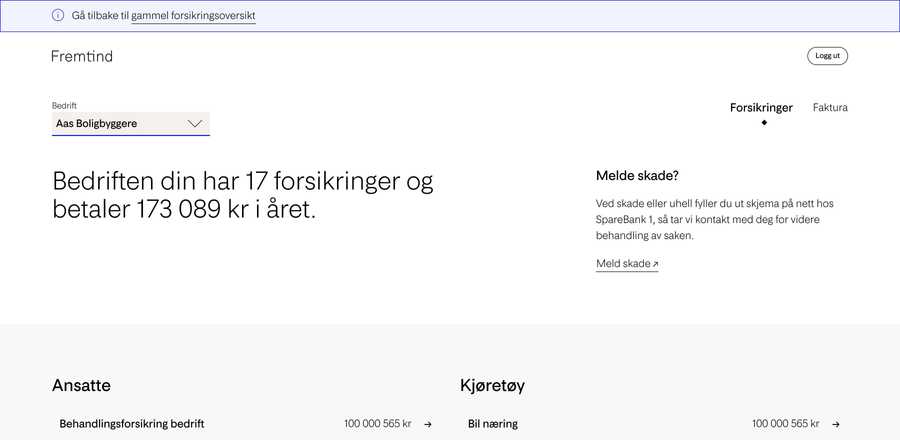 Gå tilbake til gammel forsikringsoversikt
Fremtind
Logg ut
Bedrift
Aas Boligbyggere
Forsikringer
Faktura
Bedriften din har 17 forsikringer og
betaler 173 089 kr i året.
Melde skade?
Ved skade eller uhell fyller du ut skjema på nett hos
SpareBank 1, så tar vi kontakt med deg for videre
behandling av saken.
Meld skade
Ansatte
Behandlingsforsikring bedrift 100 000 565 kr
Kjøretøy
Bil næring 100 000 565 kr